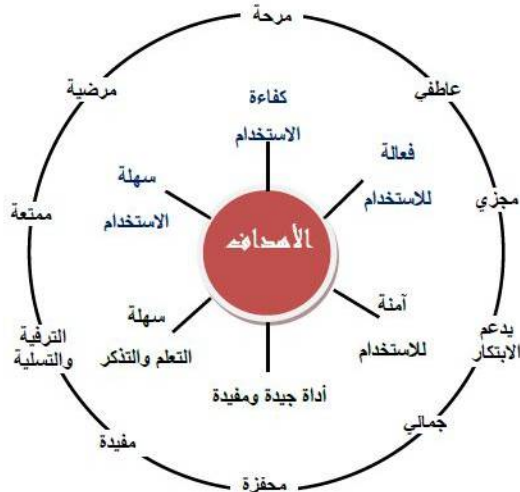 مرحة
عاطفي
مجزي
يدعم
الابتكار
جمالي
محفزة
مفيدة
الترفية
والتسلية
ممتعة
مرضية
كفاءة
الاستخدام
فعالة
للاستخدام
آمنة
للاستخدام
أداة جيدة ومفيدة
سهلة
التعلم والتذكر
سهلة
الاستخدام
الأهداف